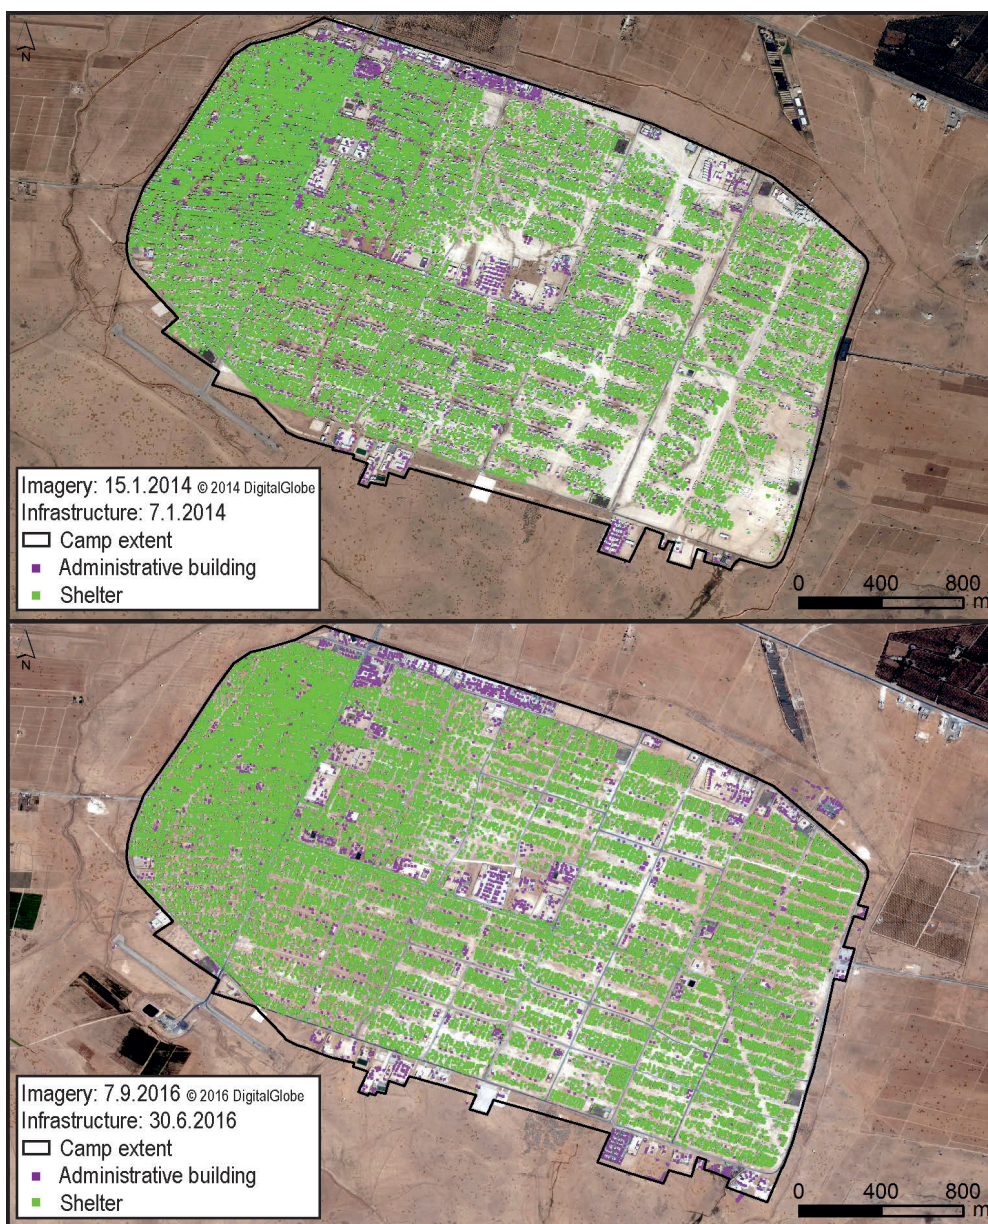 N
Imagery: 15.1.2014 © 2014 DigitalGlobe
Infrastructure: 7.1.2014
Camp extent
Administrative building
Shelter
0 400 800
m
N
Imagery: 7.9.2016 © 2016 DigitalGlobe
Infrastructure: 30.6.2016
Camp extent
Administrative building
Shelter
0 400 800
m